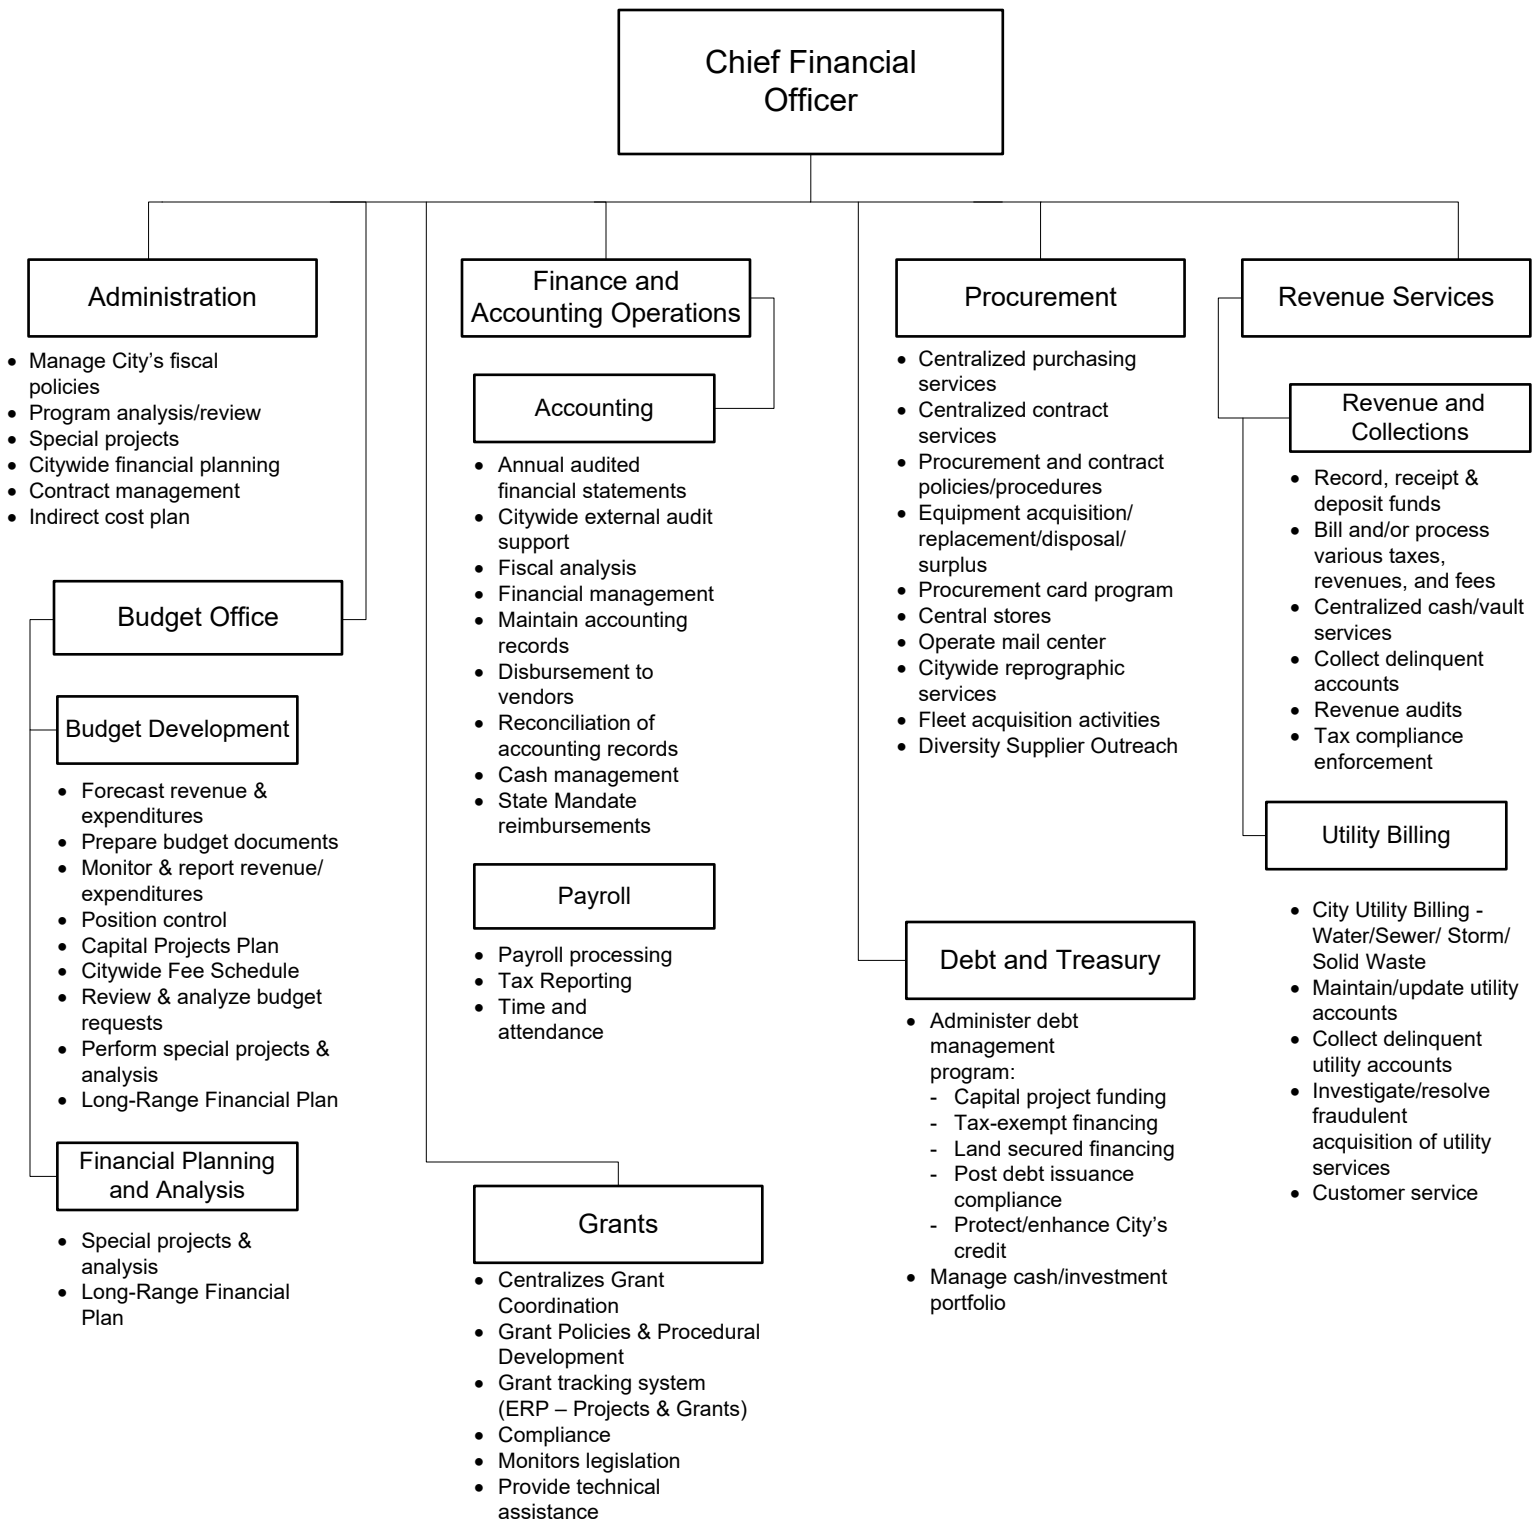 Chief Financial
Officer
Administration
• Manage City’s fiscal
policies
• Program analysis/review
• Special projects
• Citywide financial planning
• Contract management
• Indirect cost plan
Budget Office
Budget Development
• Forecast revenue &
expenditures
• Prepare budget documents
• Monitor & report revenue/
expenditures
• Position control
• Capital Projects Plan
• Citywide Fee Schedule
• Review & analyze budget
requests
• Perform special projects &
analysis
• Long-Range Financial Plan
Financial Planning
and Analysis
• Special projects &
analysis
• Long-Range Financial
Plan
Finance and
Accounting Operations
Accounting
• Annual audited
financial statements
• Citywide external audit
support
• Fiscal analysis
• Financial management
• Maintain accounting
records
• Disbursement to
vendors
• Reconciliation of
accounting records
• Cash management
• State Mandate
reimbursements
Payroll
• Payroll processing
• Tax Reporting
• Time and
attendance
Grants
• Centralizes Grant
Coordination
• Grant Policies & Procedural
Development
• Grant tracking system
(ERP – Projects & Grants)
• Compliance
• Monitors legislation
• Provide technical
assistance
Procurement
• Centralized purchasing
services
• Centralized contract
services
• Procurement and contract
policies/procedures
• Equipment acquisition/
replacement/disposal/
surplus
• Procurement card program
• Central stores
• Operate mail center
• Citywide reprographic
services
• Fleet acquisition activities
• Diversity Supplier Outreach
Debt and Treasury
• Administer debt
management
program:
- Capital project funding
- Tax-exempt financing
- Land secured financing
- Post debt issuance
compliance
- Protect/enhance City’s
credit
• Manage cash/investment
portfolio
Revenue Services
Revenue and
Collections
• Record, receipt &
deposit funds
• Bill and/or process
various taxes,
revenues, and fees
• Centralized cash/vault
services
• Collect delinquent
accounts
• Revenue audits
• Tax compliance
enforcement
Utility Billing
• City Utility Billing -
Water/Sewer/ Storm/
Solid Waste
• Maintain/update utility
accounts
• Collect delinquent
utility accounts
• Investigate/resolve
fraudulent
acquisition of utility
services
• Customer service